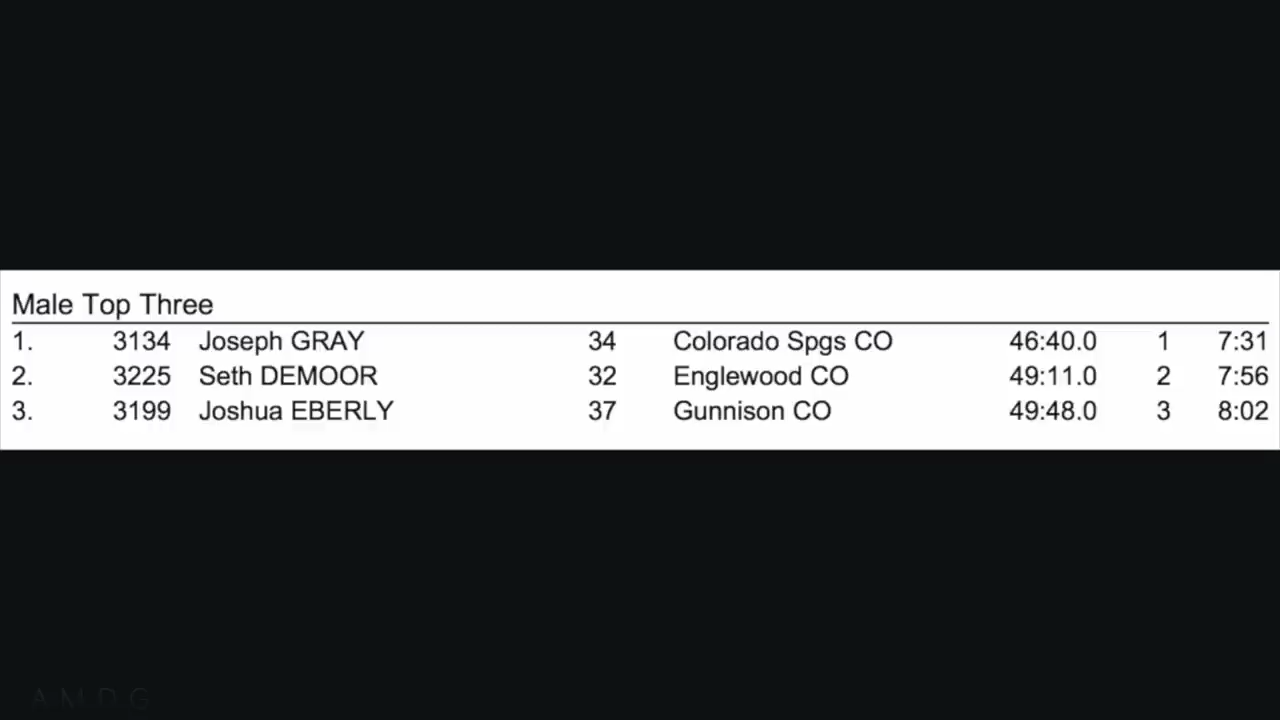 Male Top Three
1. 3134 Joseph GRAY 34 Colorado Spgs CO 46:40.0 1 7:31
2. 3225 Seth DEMOOR 32 Englewood CO 49:11.0 2 7:56
3. 3199 Joshua EBERLY 37 Gunnison CO 49:48.0 3 8:02
A M D G